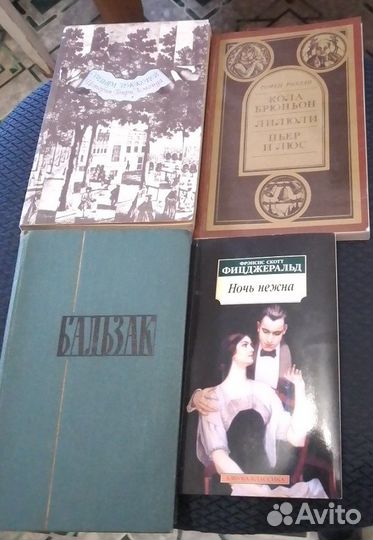 РОМЕН РОЛЛАН
КОЛА
БРЮНЬОН
ЛИЛЮЛИ
ПЬЕР
И ЛЮС
БАЛЬЗАК
ФРЭНСИС СКОТТ
ФИЦДЖЕРАЛЬД
Ночь нежна
АЗБУКА-КЛАССИКА
Avito